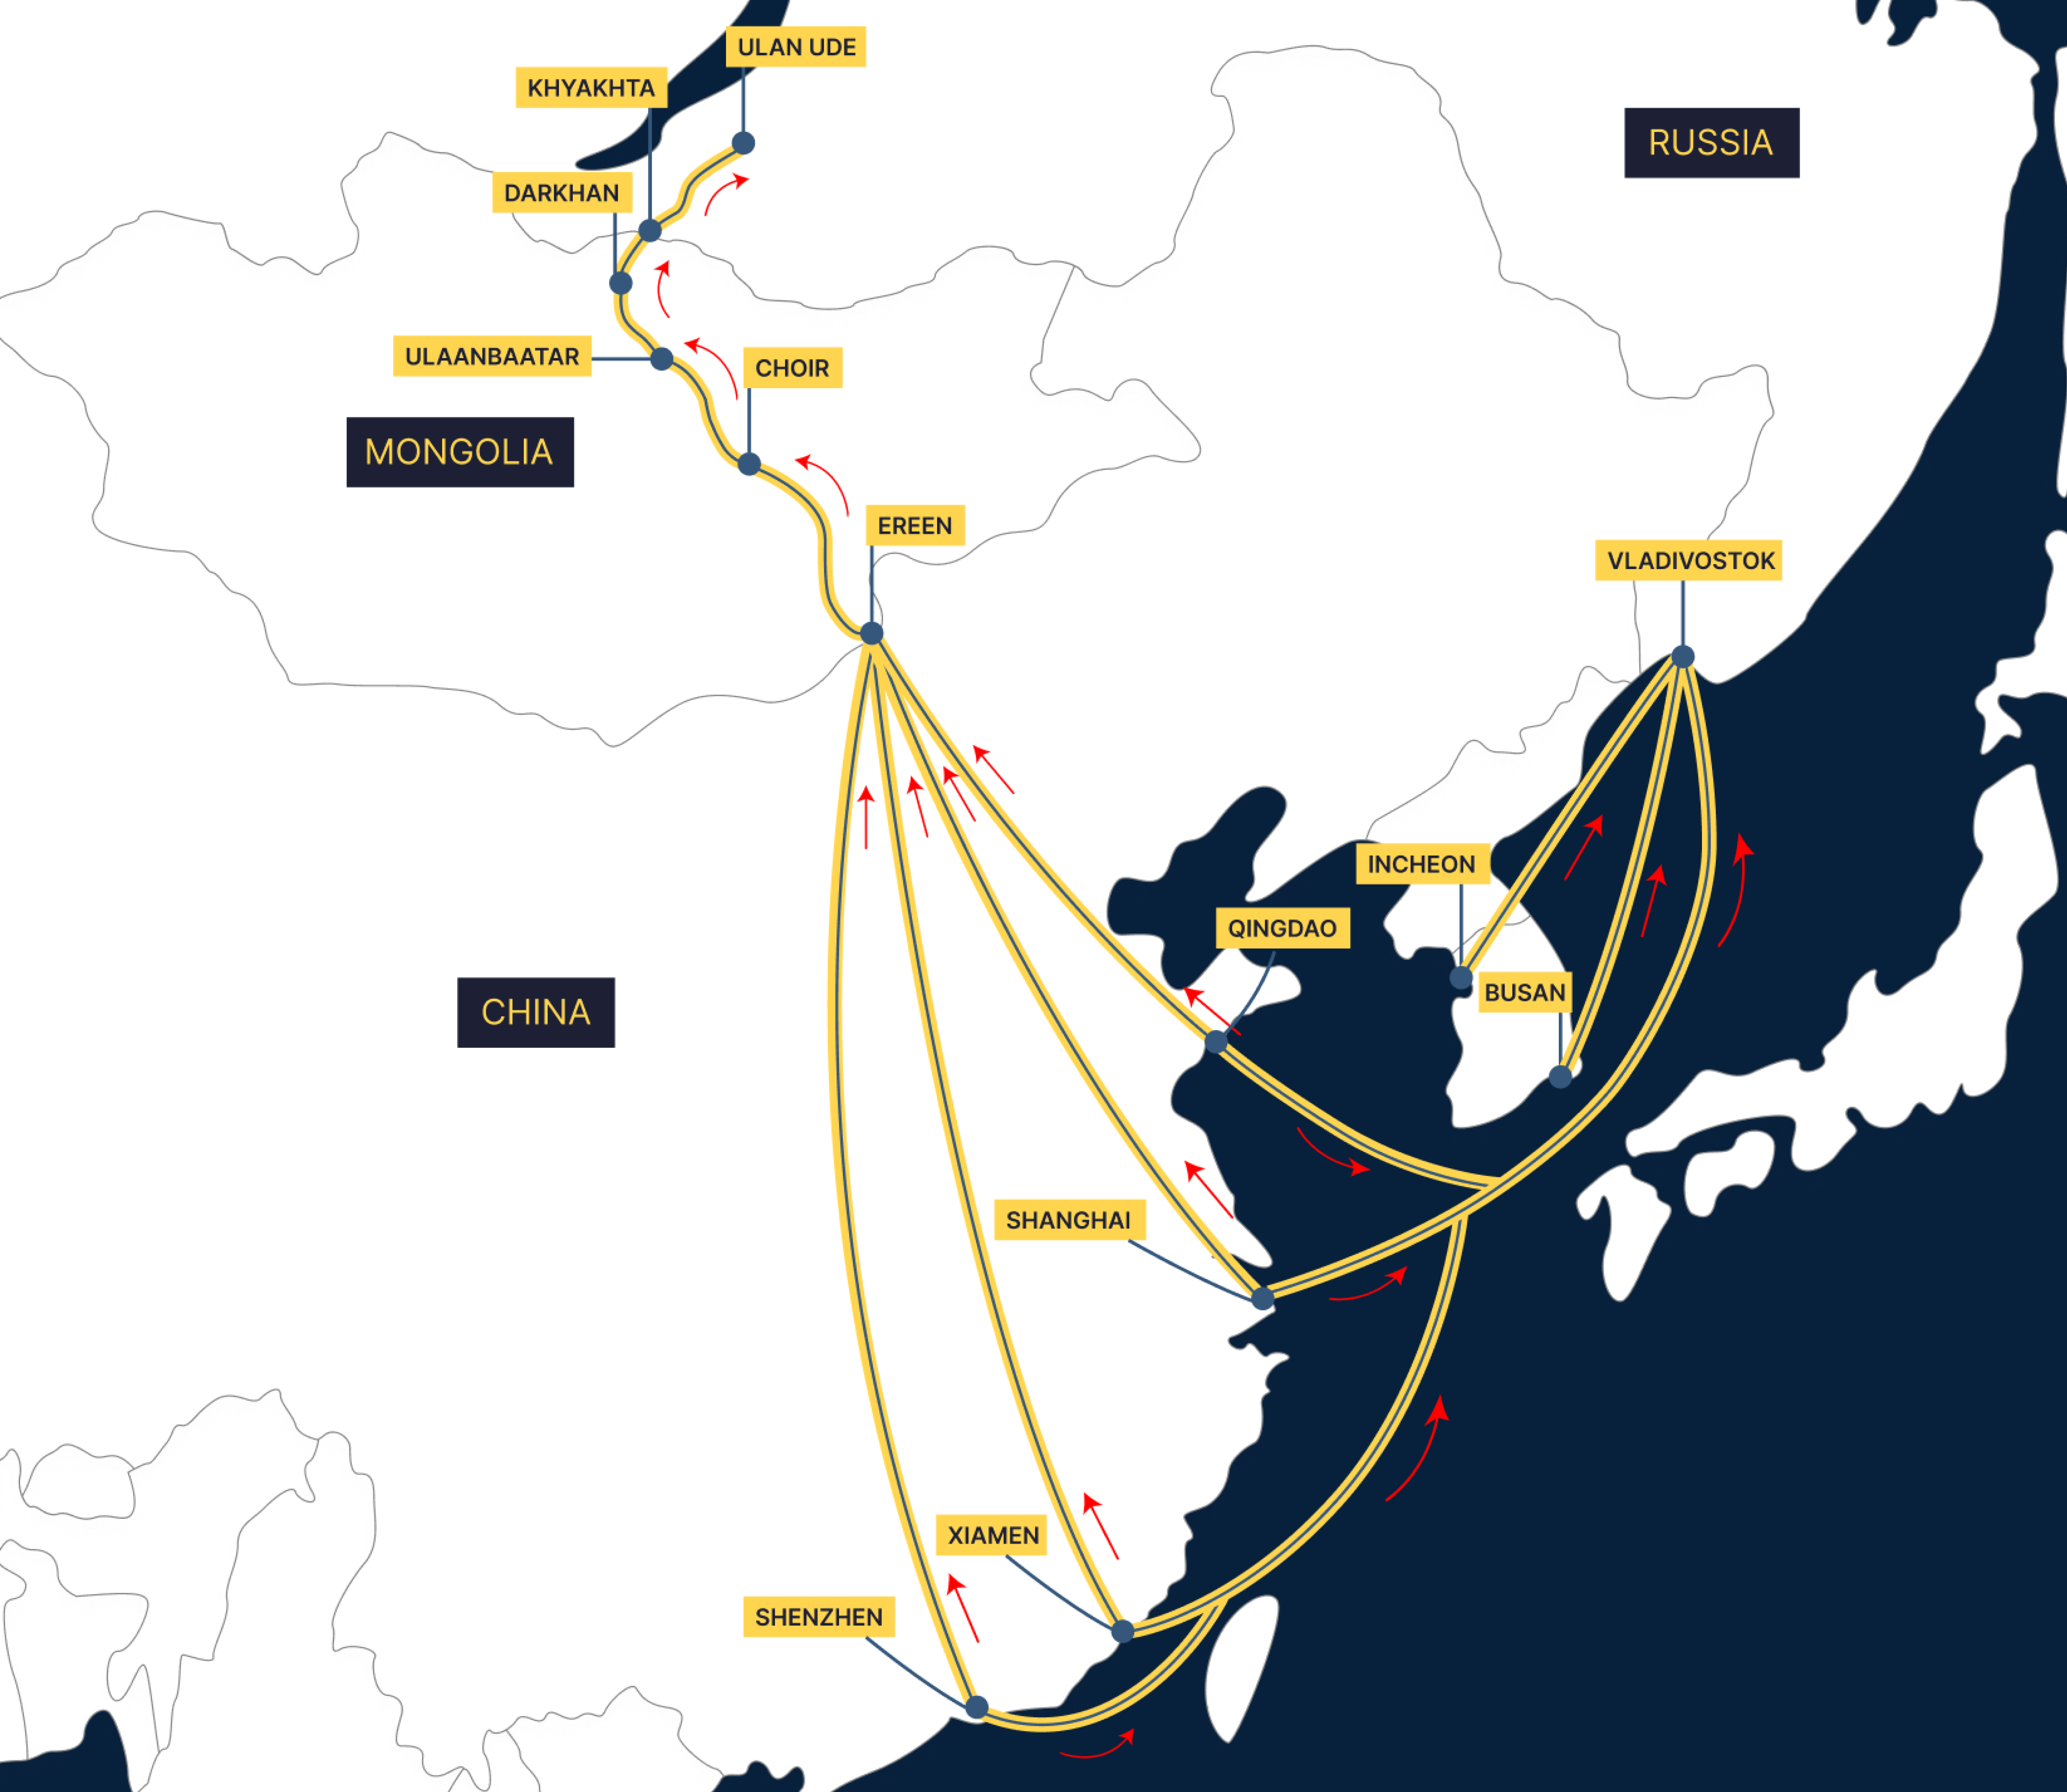 ULAN UDE
KHYAKHTA
RUSSIA
DARKHAN
ULAANBAATAR
CHOIR
MONGOLIA
EREEN
VLADIVOSTOK
INCHEON
QINGDAO
BUSAN
CHINA
SHANGHAI
XIAMEN
SHENZHEN